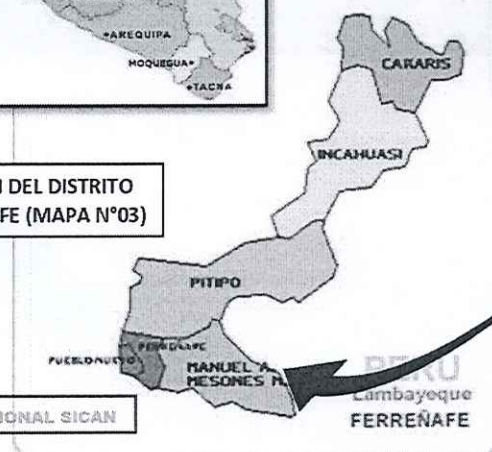 •AREQUIPA
MOQUEGUA•
•TACNA
CAÑARIS
INCAHUASI
DEL DISTRITO
FE (MAPA N°03)
PITIPO
FERREÑAFE
PUEBLO NUEVO
MANUEL A.
MESONES M.
PERU
Lambayeque
FERREÑAFE
IONAL SICAN